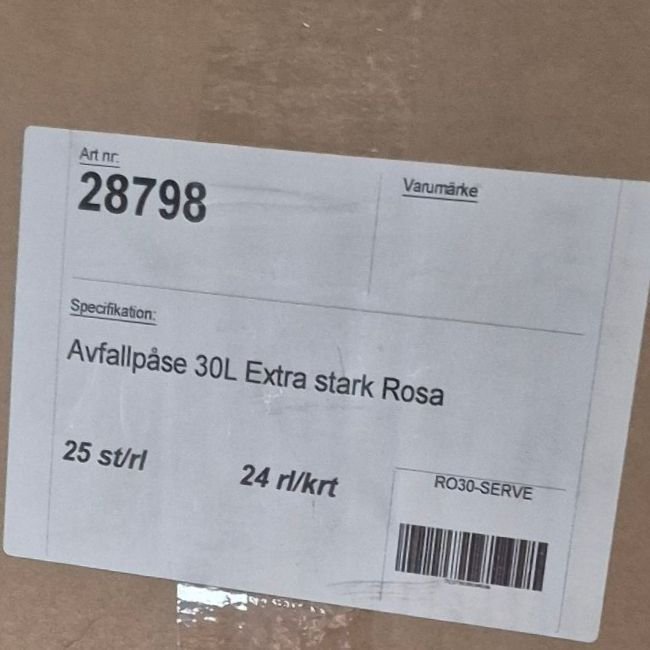 Art nr:
28798
Varumärke
Specifikation:
Avfallpåse 30L Extra stark Rosa
25 st/rl
24 rl/krt
RO30-SERVE